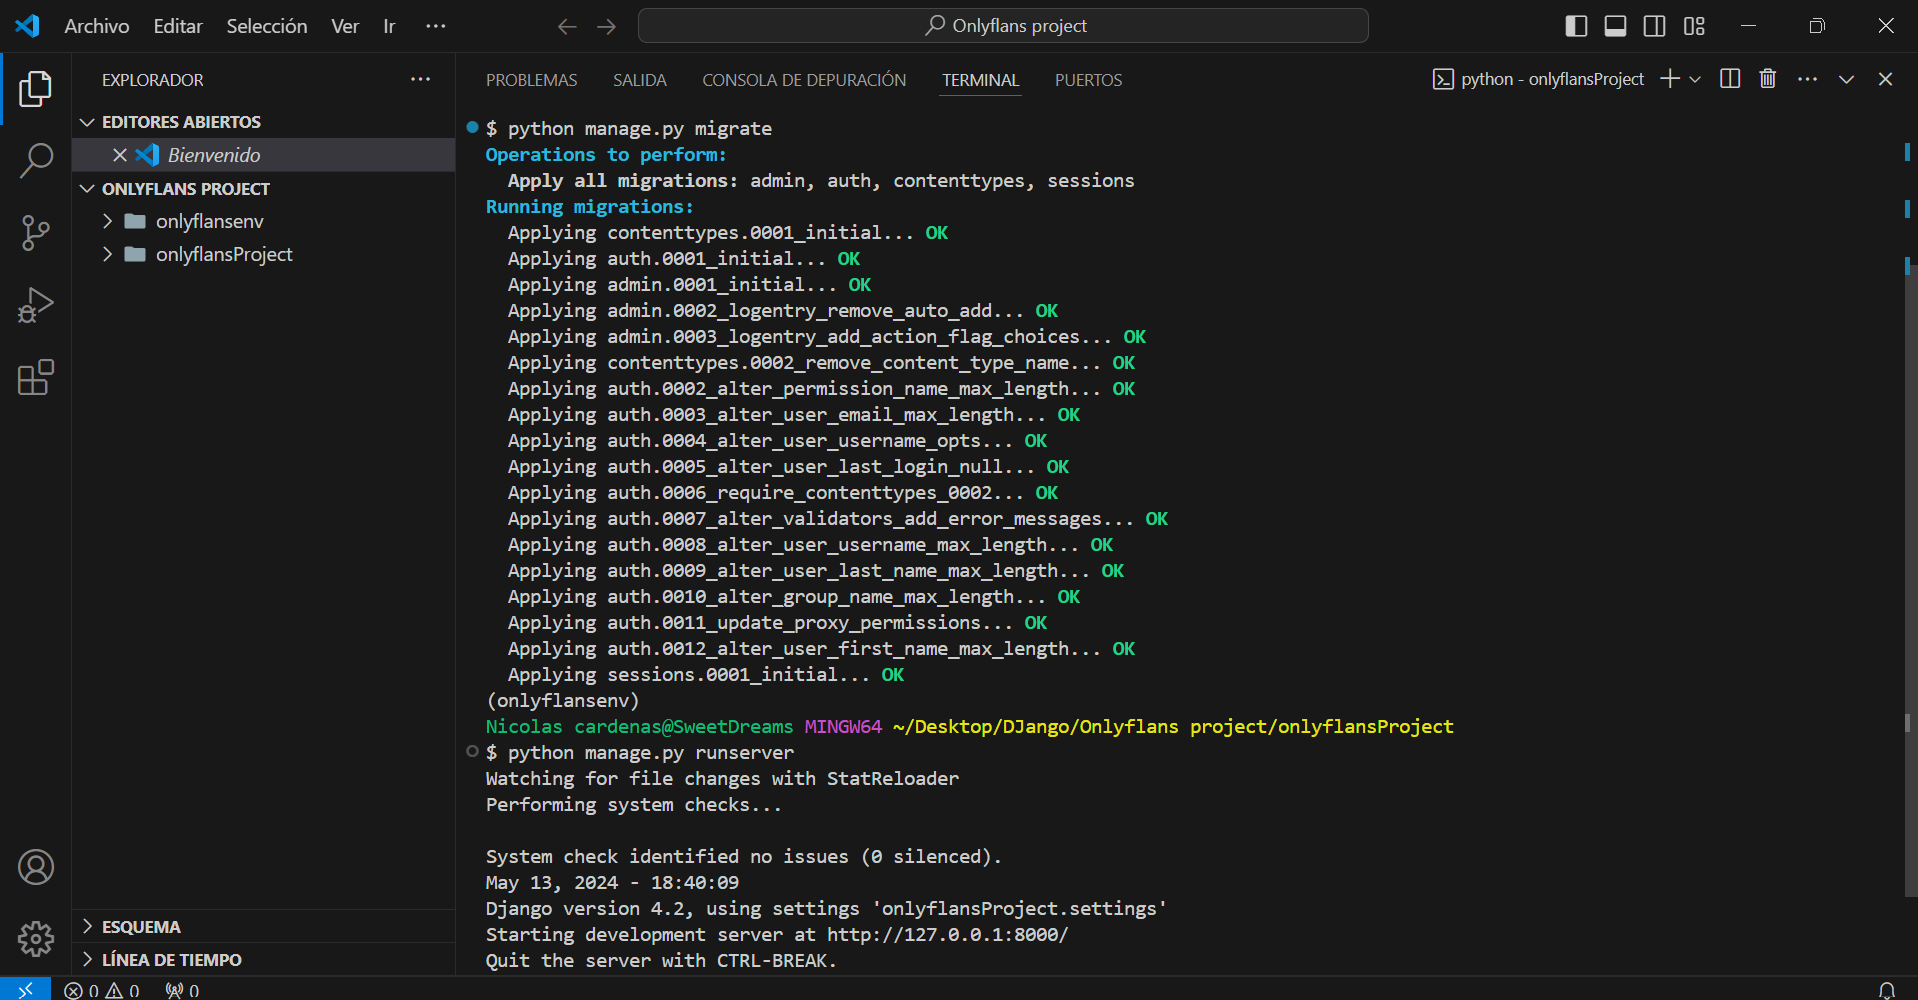 Archivo Editar Selección Ver Ir ··· Onlyflans project
EXPLORADOR ···
EDITORES ABIERTOS
Bienvenido
ONLYFLANS PROJECT
onlyflansenv
onlyflansProject
ESQUEMA
LÍNEA DE TIEMPO
PROBLEMAS SALIDA CONSOLA DE DEPURACIÓN TERMINAL PUERTOS python - onlyflansProject
$ python manage.py migrate
Operations to perform:
Apply all migrations: admin, auth, contenttypes, sessions
Running migrations:
Applying contenttypes.0001_initial... OK
Applying auth.0001_initial... OK
Applying admin.0001_initial... OK
Applying admin.0002_logentry_remove_auto_add... OK
Applying admin.0003_logentry_add_action_flag_choices... OK
Applying contenttypes.0002_remove_content_type_name... OK
Applying auth.0002_alter_permission_name_max_length... OK
Applying auth.0003_alter_user_email_max_length... OK
Applying auth.0004_alter_user_username_opts... OK
Applying auth.0005_alter_user_last_login_null... OK
Applying auth.0006_require_contenttypes_0002... OK
Applying auth.0007_alter_validators_add_error_messages... OK
Applying auth.0008_alter_user_username_max_length... OK
Applying auth.0009_alter_user_last_name_max_length... OK
Applying auth.0010_alter_group_name_max_length... OK
Applying auth.0011_update_proxy_permissions... OK
Applying auth.0012_alter_user_first_name_max_length... OK
Applying sessions.0001_initial... OK
(onlyflansenv)
Nicolas cardenas@SweetDreams MINGW64 ~/Desktop/DJango/Onlyflans project/onlyflansProject
$ python manage.py runserver
Watching for file changes with StatReloader
Performing system checks...
System check identified no issues (0 silenced).
May 13, 2024 - 18:40:09
Django version 4.2, using settings 'onlyflansProject.settings'
Starting development server at http://127.0.0.1:8000/
Quit the server with CTRL-BREAK.
0 0 0